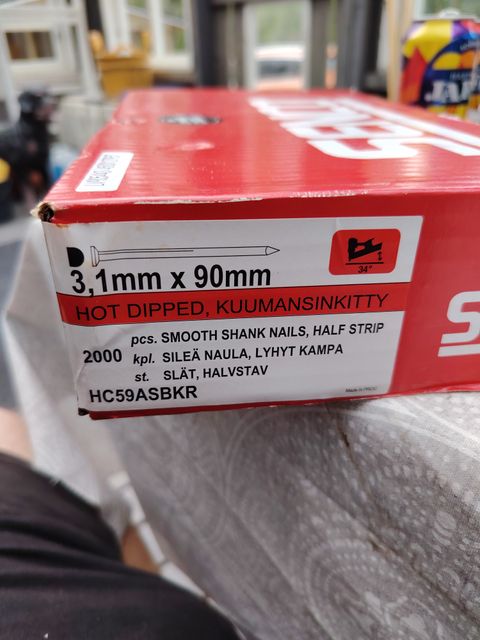 SENCO
3,1mm x 90mm
34°
HOT DIPPED, KUUMANSINKITTY
2000
pcs. SMOOTH SHANK NAILS, HALF STRIP
kpl. SILEÄ NAULA, LYHYT KAMPA
st. SLÄT, HALVSTAV
HC59ASBKR
S